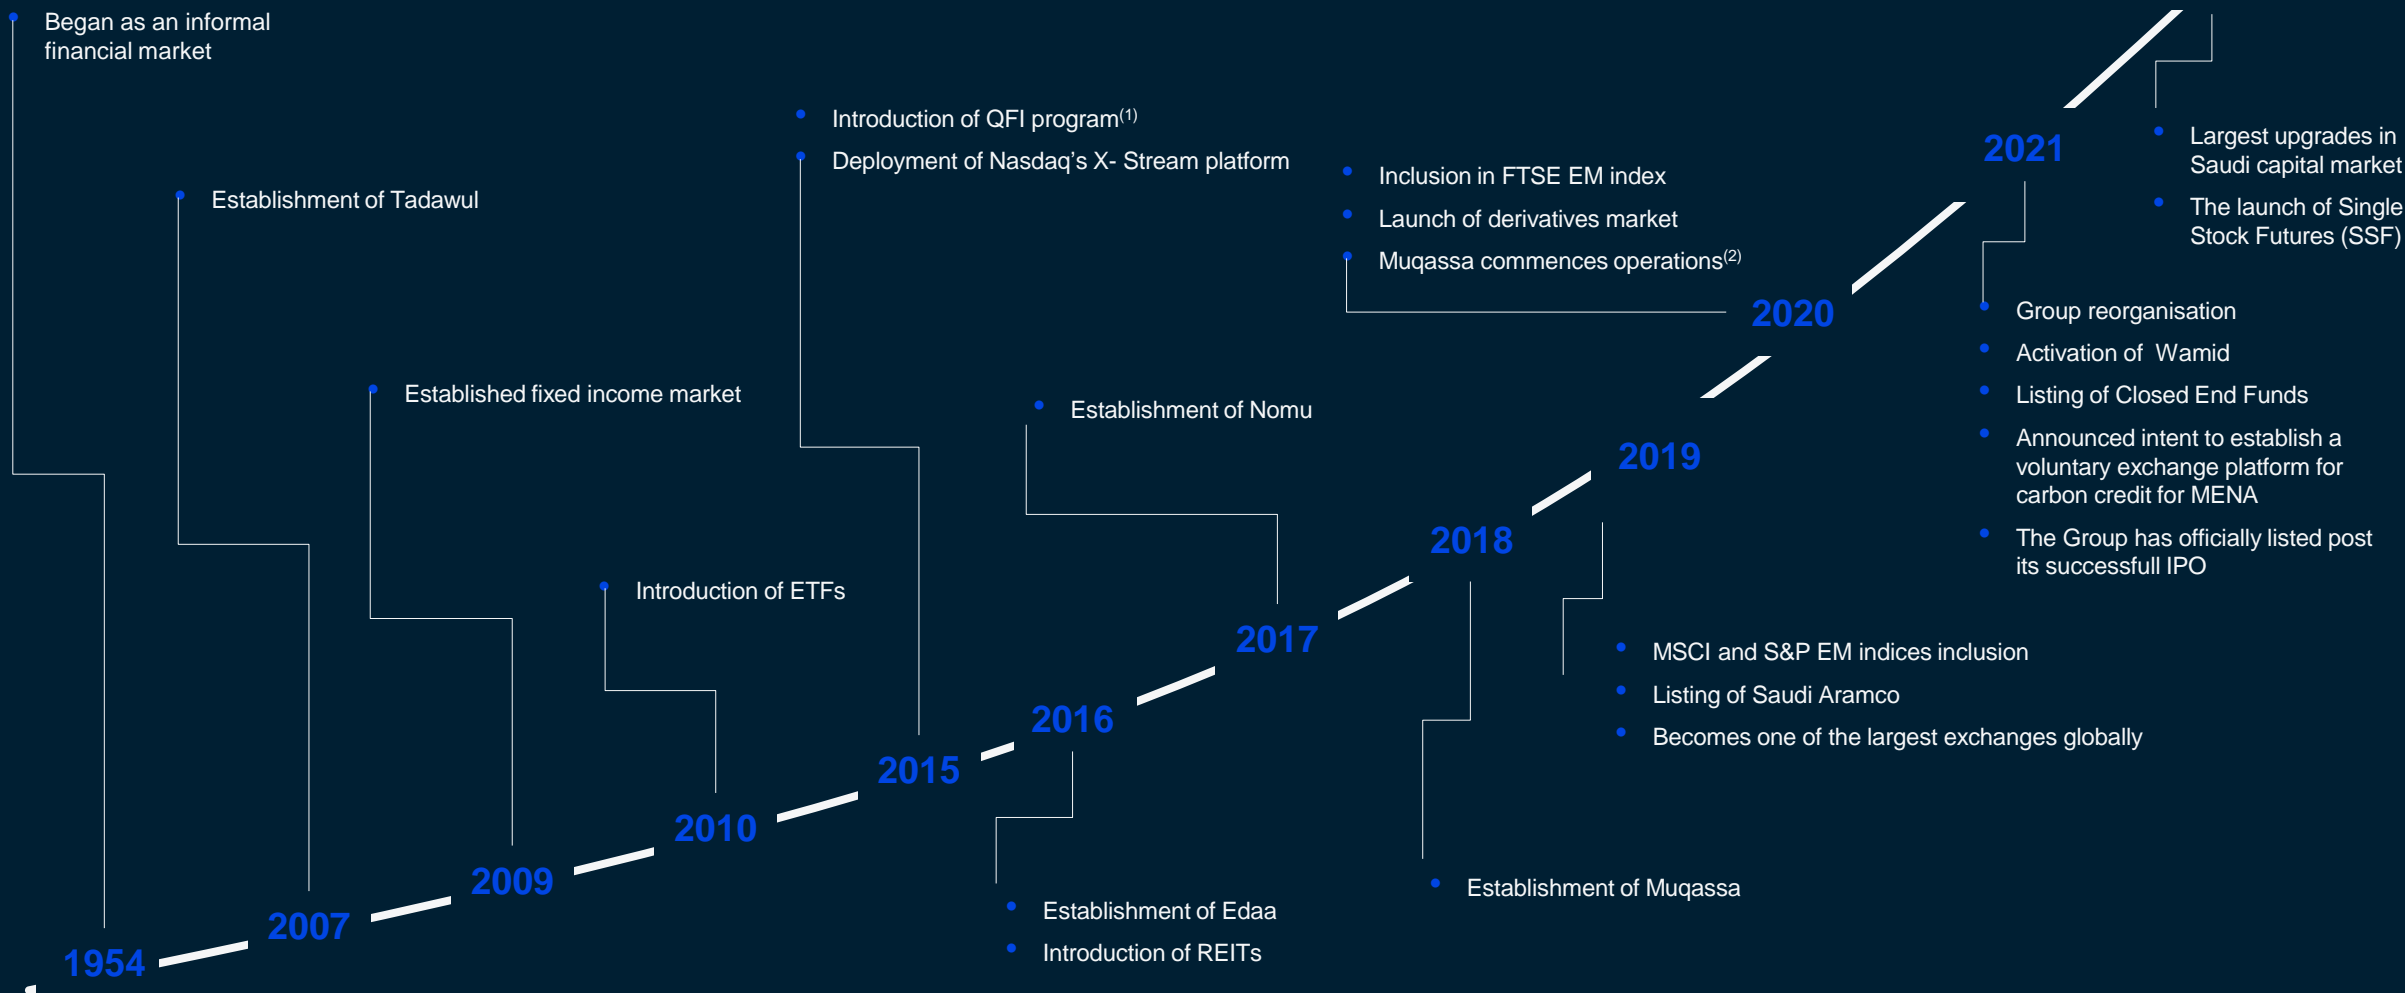 Began as an informal
financial market
1954
Establishment of Tadawul
2007
Established fixed income market
2009
Introduction of ETFs
2010
Introduction of QFI program(1)
Deployment of Nasdaq’s X- Stream platform
2015
2016
Establishment of Edaa
Introduction of REITs
Establishment of Nomu
2017
2018
Establishment of Muqassa
2019
MSCI and S&P EM indices inclusion
Listing of Saudi Aramco
Becomes one of the largest exchanges globally
Inclusion in FTSE EM index
Launch of derivatives market
Muqassa commences operations(2)
2020
2021
Group reorganisation
Activation of Wamid
Listing of Closed End Funds
Announced intent to establish a
voluntary exchange platform for
carbon credit for MENA
The Group has officially listed post
its successfull IPO
Largest upgrades in
Saudi capital market
The launch of Single
Stock Futures (SSF)